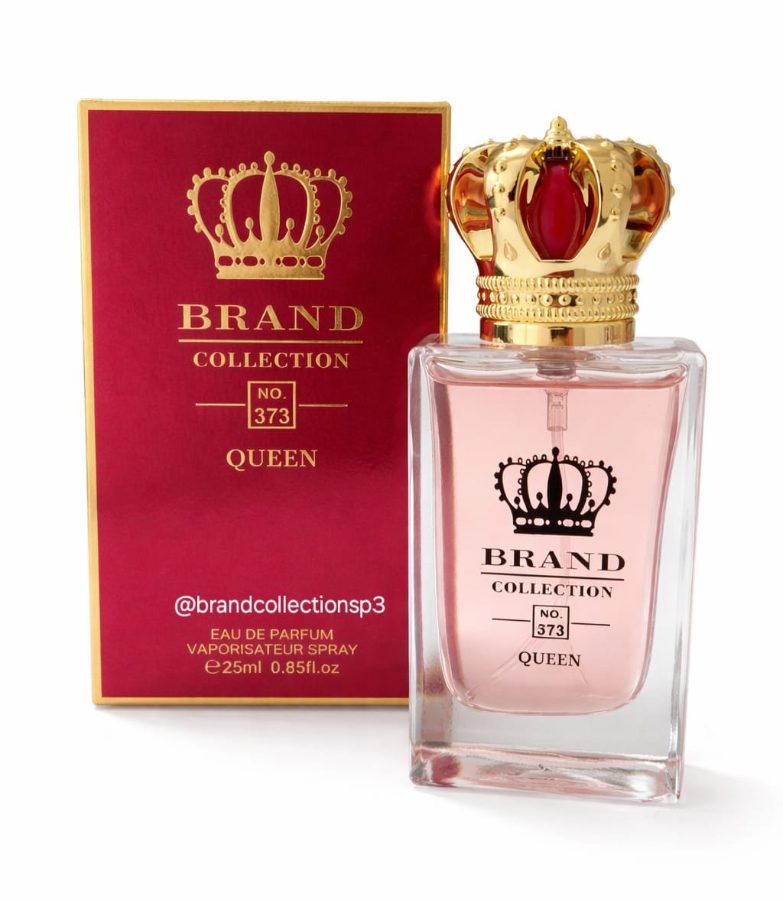 BRAND
COLLECTION
NO.
373
QUEEN
@brandcollectionsp3
EAU DE PARFUM
VAPORISATEUR SPRAY
℮25ml 0.85fl.oz
BRAND
COLLECTION
NO.
373
QUEEN